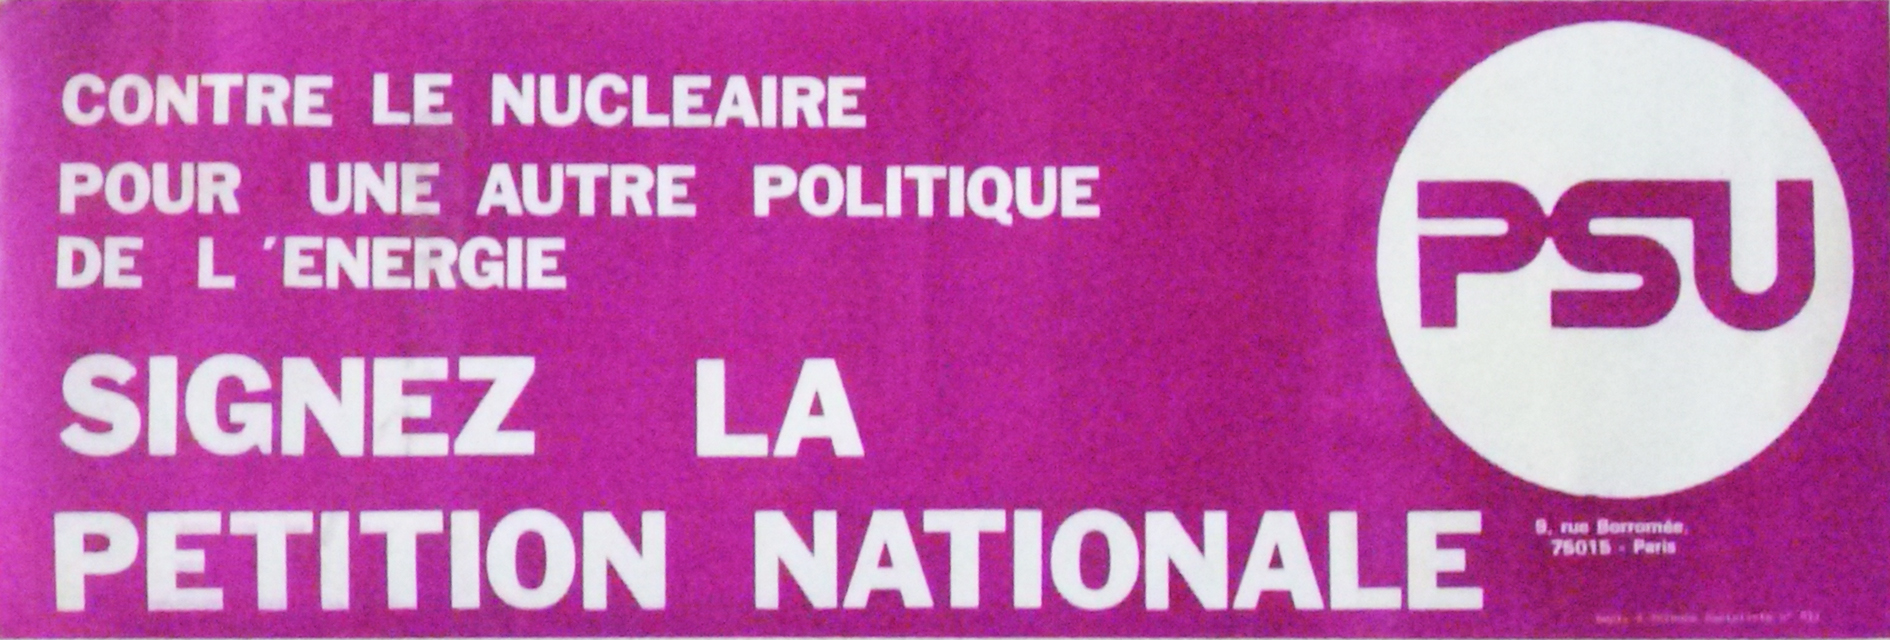 CONTRE LE NUCLEAIRE
POUR UNE AUTRE POLITIQUE
DE L'ENERGIE
SIGNEZ LA
PETITION NATIONALE
PSU
9, rue Borromée,
75015 - Paris